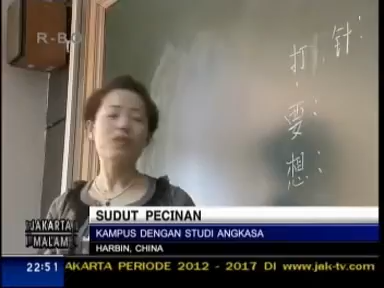 R-BO
针：
打：
要：
想：
SUDUT PECINAN
KAMPUS DENGAN STUDI ANGKASA
HARBIN, CHINA
JAKARTA
MALAM
22:51
AKARTA PERIODE 2012 - 2017 DI www.jak-tv.com